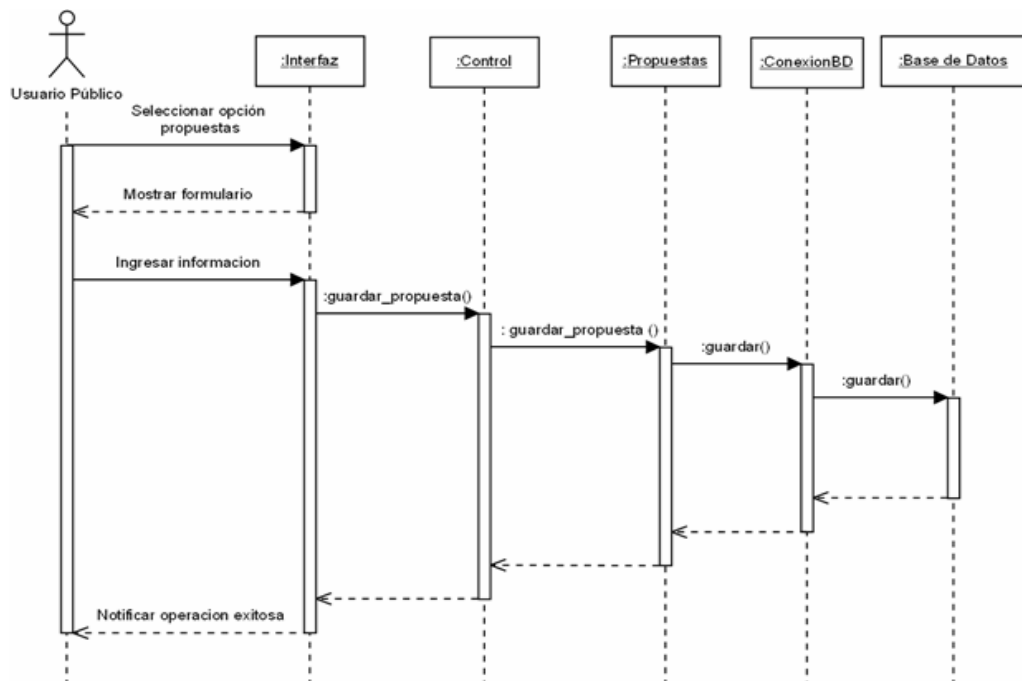 :Interfaz
:Control
:Propuestas
:ConexionBD
:Base de Datos
Usuario Público
Seleccionar opción
propuestas
Mostrar formulario
Ingresar informacion
:guardar_propuesta()
: guardar_propuesta ()
:guardar()
:guardar()
Notificar operacion exitosa